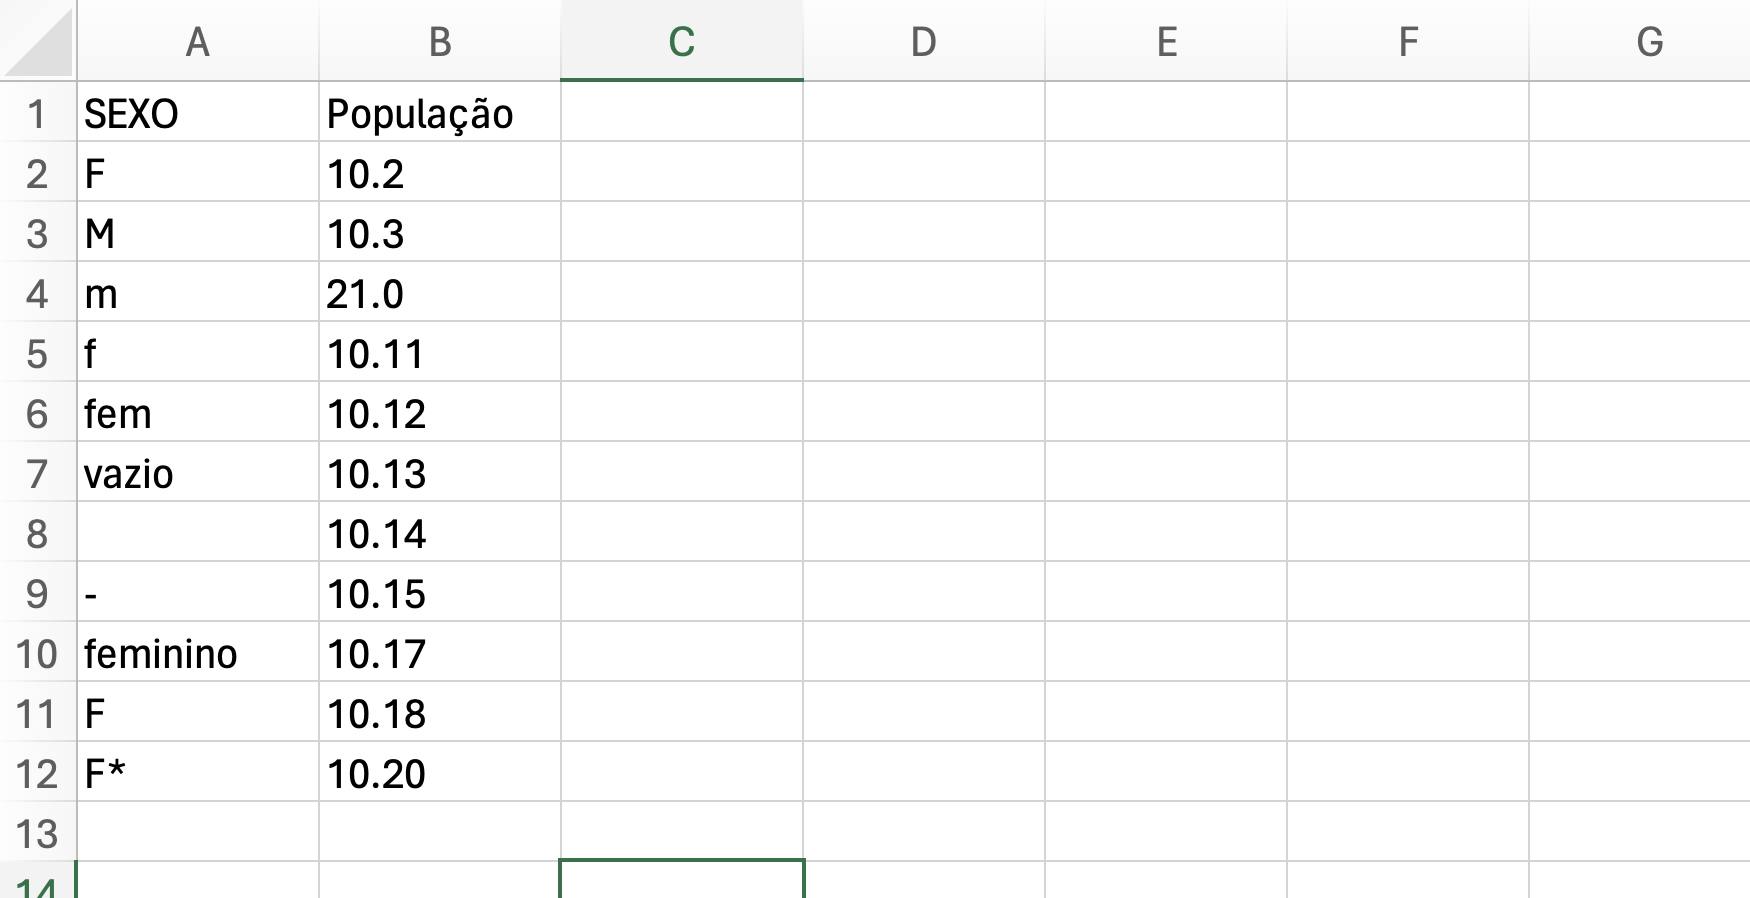 A B C D E F G
1 SEXO População
2 F 10.2
3 M 10.3
4 m 21.0
5 f 10.11
6 fem 10.12
7 vazio 10.13
8 10.14
9 - 10.15
10 feminino 10.17
11 F 10.18
12 F* 10.20
13
14